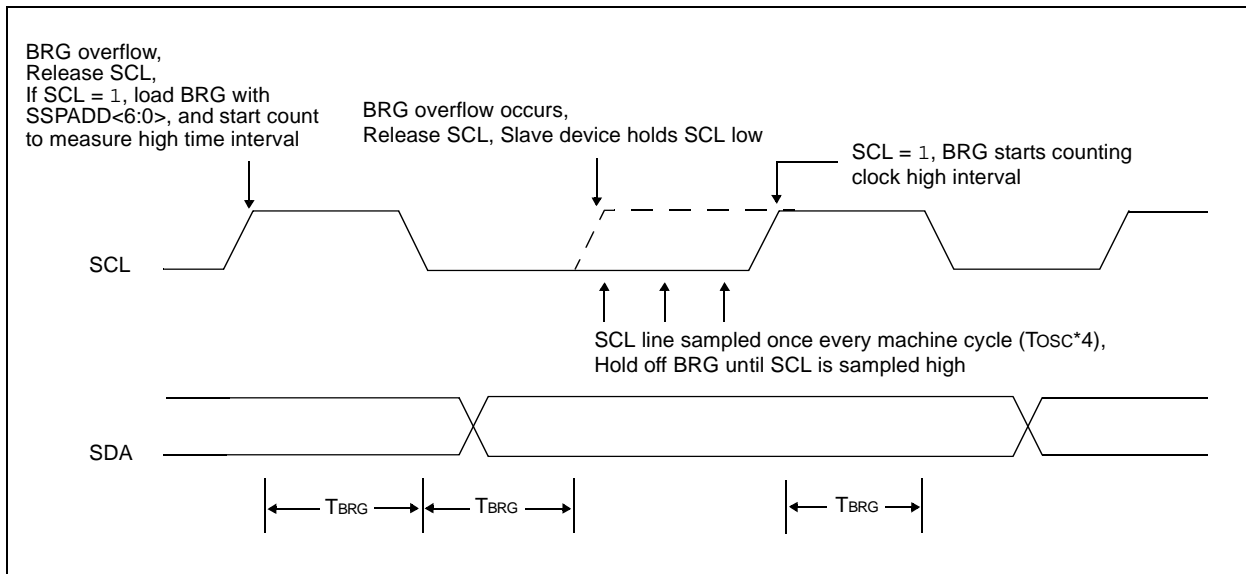 BRG overflow,
Release SCL,
If SCL = 1, load BRG with
SSPADD<6:0>, and start count
to measure high time interval
BRG overflow occurs,
Release SCL, Slave device holds SCL low
SCL = 1, BRG starts counting
clock high interval
SCL
SCL line sampled once every machine cycle (TOSC*4),
Hold off BRG until SCL is sampled high
SDA
TBRG
TBRG
TBRG